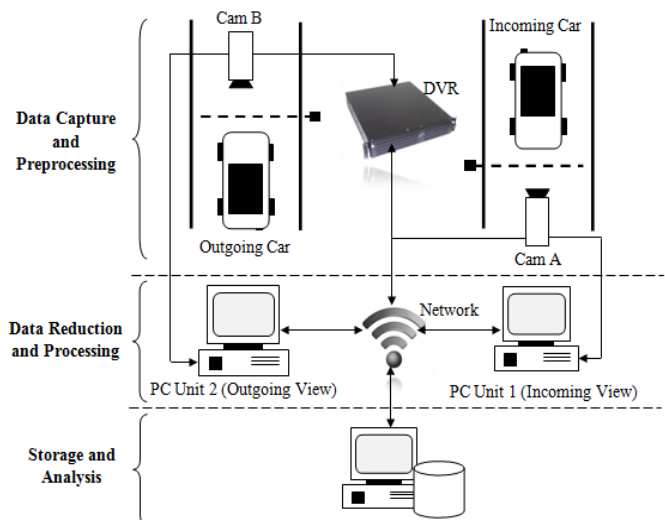 Cam B
Incoming Car
DVR
Data Capture
and
Preprocessing
Outgoing Car
Cam A
Network
Data Reduction
and Processing
PC Unit 2 (Outgoing View)
PC Unit 1 (Incoming View)
Storage and
Analysis